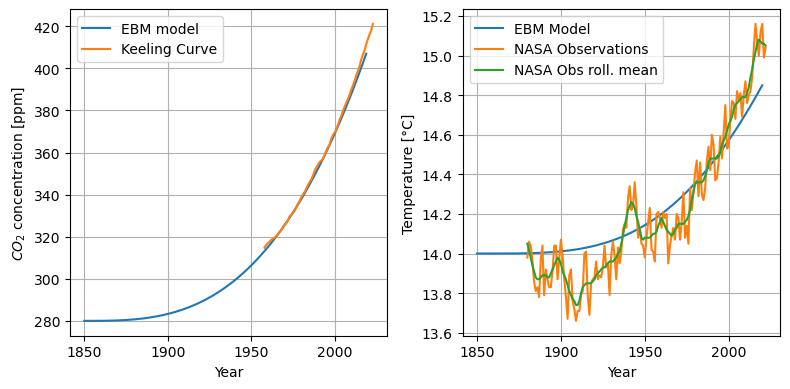 EBM model
Keeling Curve
CO₂ concentration [ppm]
420
400
380
360
340
320
300
280
1850
1900
1950
2000
Year
EBM Model
NASA Observations
NASA Obs roll. mean
Temperature [°C]
15.2
15.0
14.8
14.6
14.4
14.2
14.0
13.8
13.6
1850
1900
1950
2000
Year